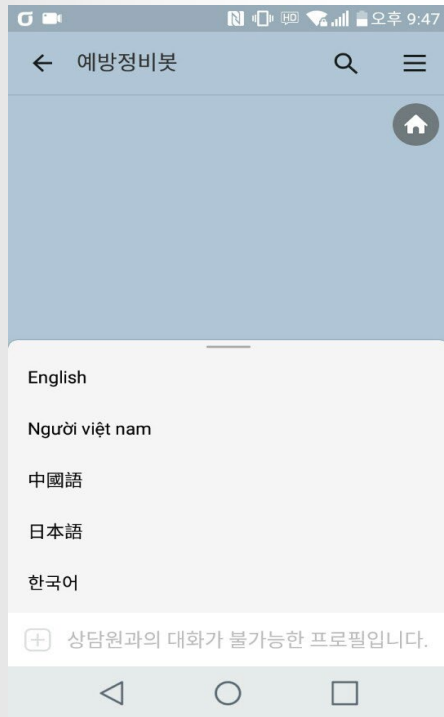 오후 9:47
예방정비봇
English
Người việt nam
中國語
日本語
한국어
상담원과의 대화가 불가능한 프로필입니다.